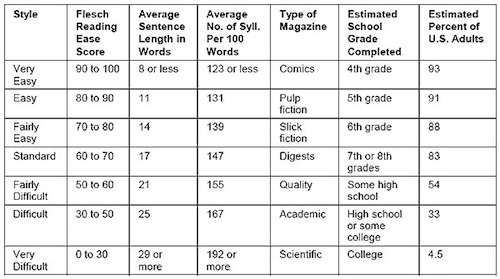 Style Flesch Reading Ease Score Average Sentence Length in Words Average No. of Syll. Per 100 Words Type of Magazine Estimated School Grade Completed Estimated Percent of U.S. Adults
Very Easy 90 to 100 8 or less 123 or less Comics 4th grade 93
Easy 80 to 90 11 131 Pulp fiction 5th grade 91
Fairly Easy 70 to 80 14 139 Slick fiction 6th grade 88
Standard 60 to 70 17 147 Digests 7th or 8th grades 83
Fairly Difficult 50 to 60 21 155 Quality Some high school 54
Difficult 30 to 50 25 167 Academic High school or some college 33
Very Difficult 0 to 30 29 or more 192 or more Scientific College 4.5